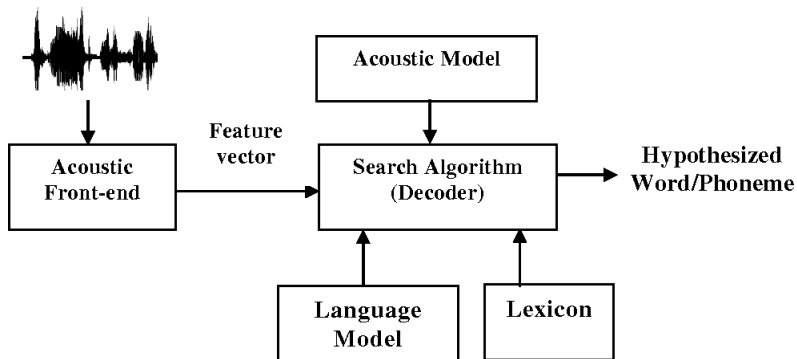 Acoustic Model
Feature
vector
Acoustic
Front-end
Search Algorithm
(Decoder)
Hypothesized
Word/Phoneme
Language
Model
Lexicon